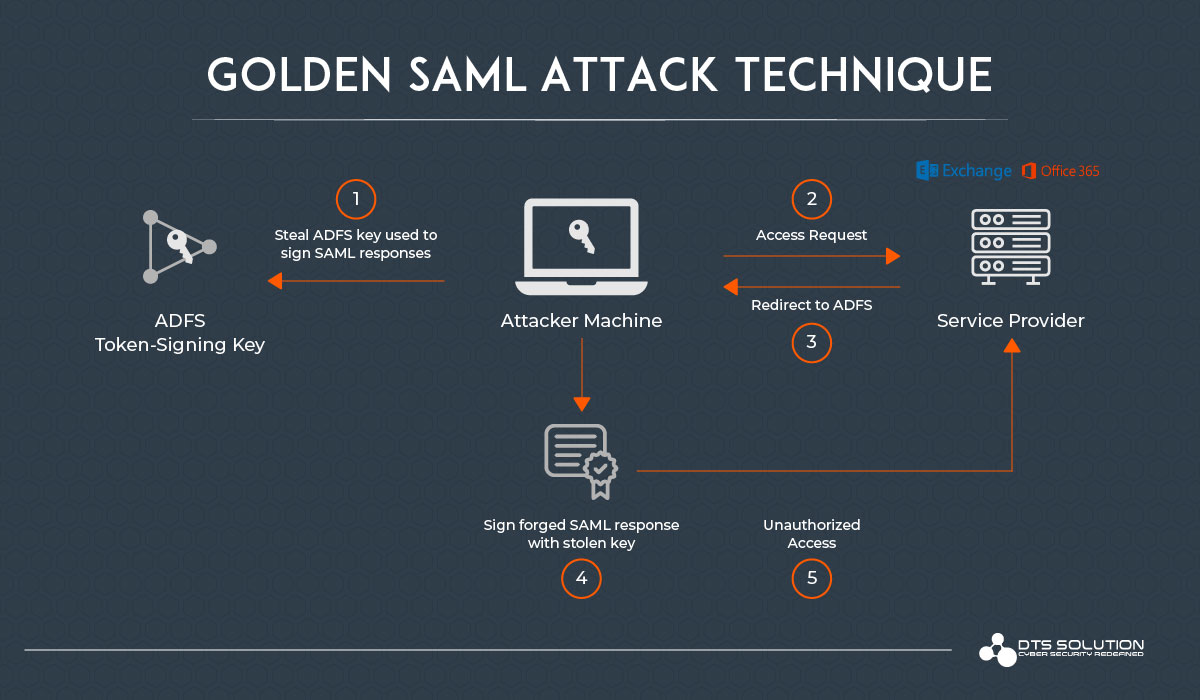 GOLDEN SAML ATTACK TECHNIQUE
E Exchange
Office 365
1
Steal ADFS key used to
sign SAML responses
2
Access Request
Redirect to ADFS
3
ADFS
Token-Signing Key
Attacker Machine
Service Provider
Sign forged SAML response
with stolen key
4
Unauthorized
Access
5
DTS SOLUTION
CYBER SECURITY REDEFINED